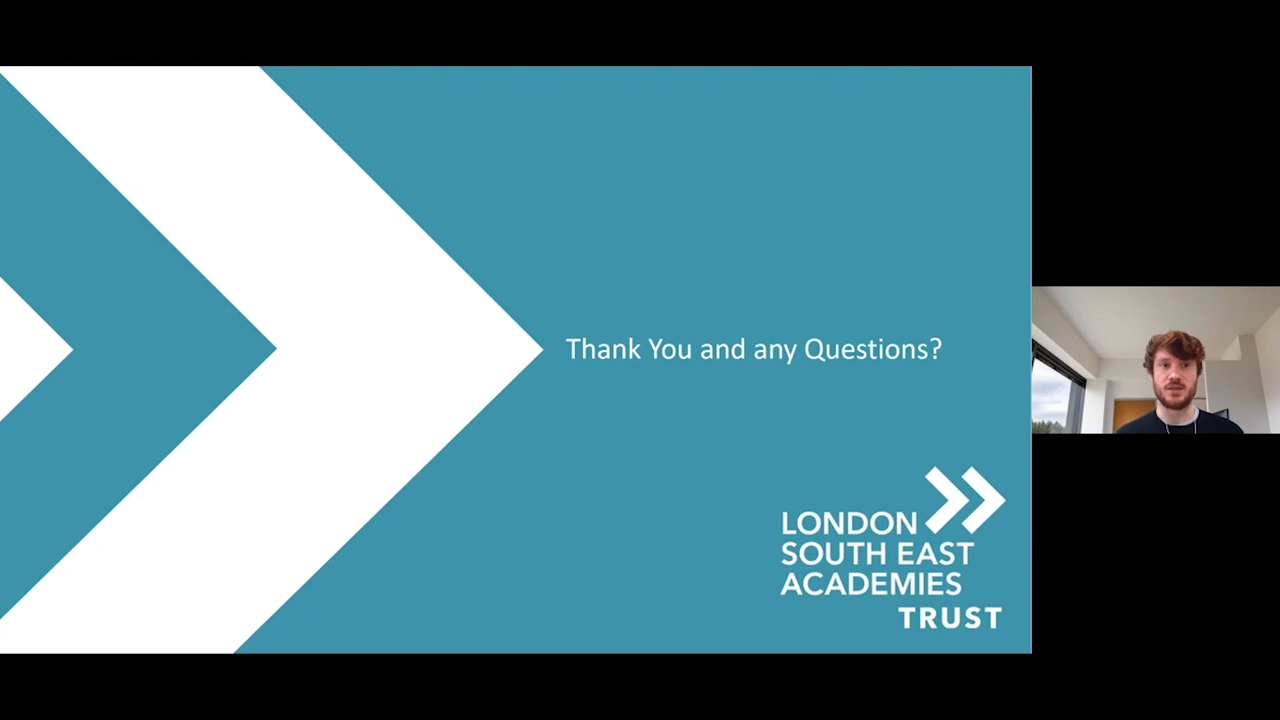 Thank You and any Questions?
LONDON
SOUTH EAST
ACADEMIES
TRUST